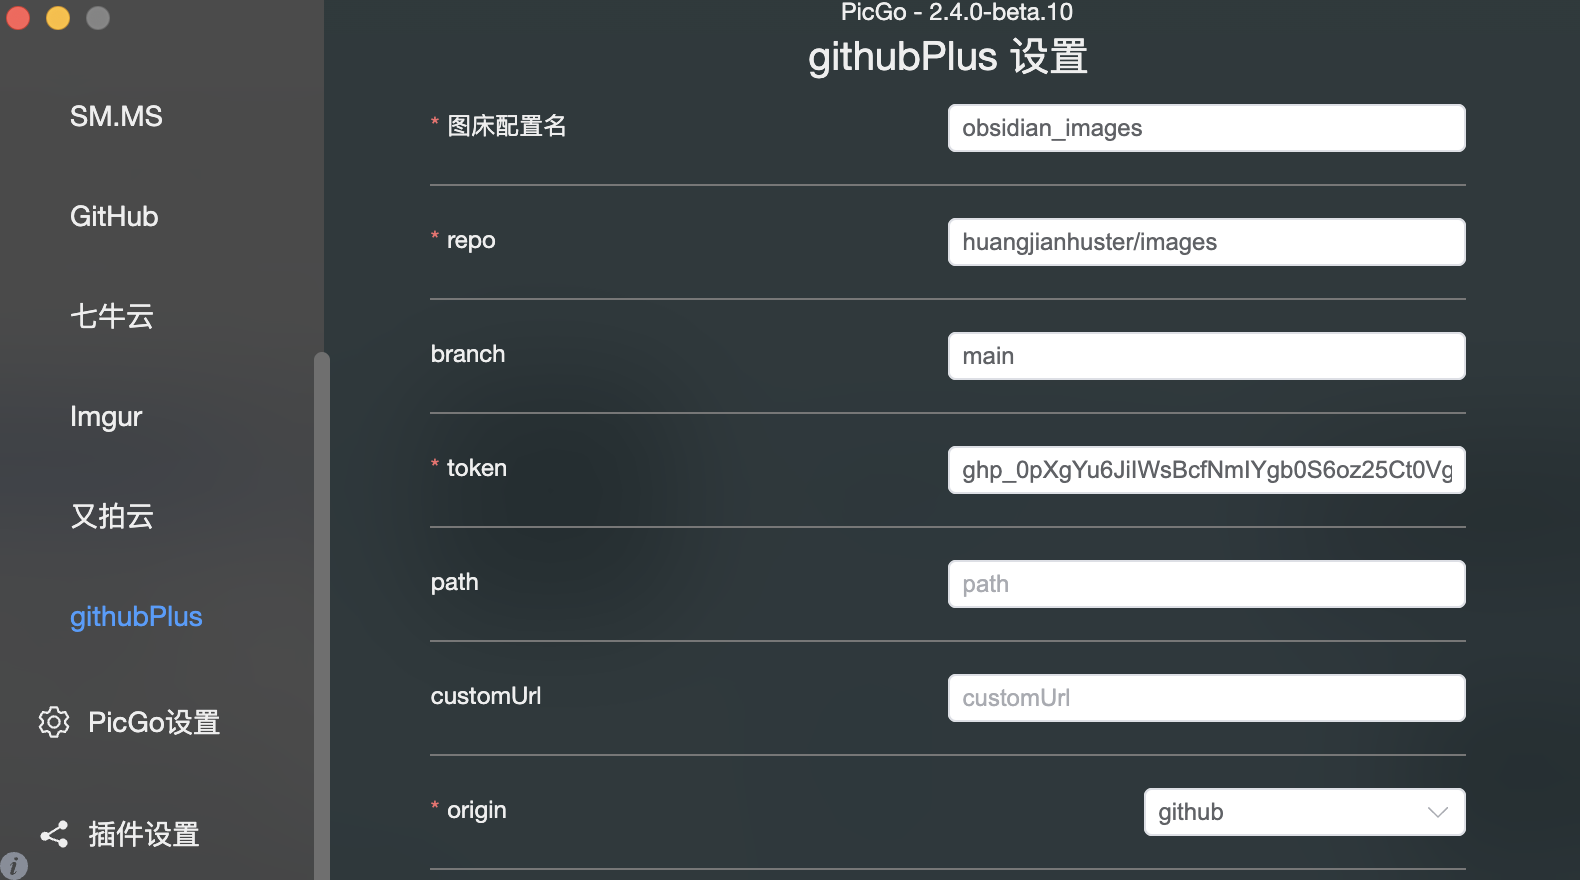 PicGo - 2.4.0-beta.10
githubPlus 设置
SM.MS
GitHub
七牛云
Imgur
又拍云
githubPlus
PicGo设置
插件设置
* 图床配置名
obsidian_images
* repo
huangjianhuster/images
branch
main
* token
path
path
customUrl
customUrl
* origin
github